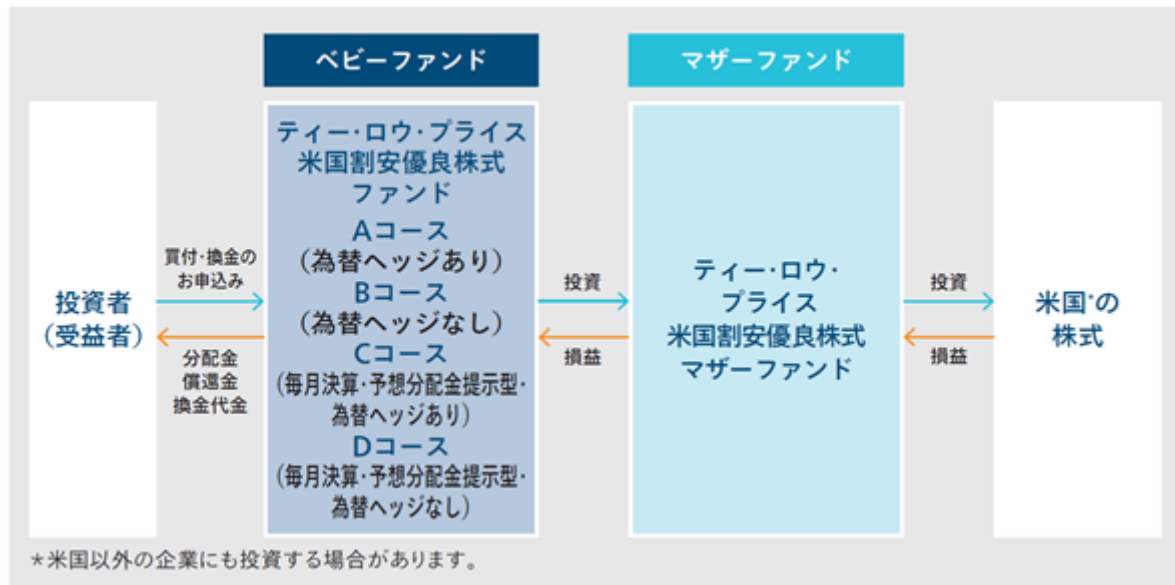 ベビーファンド
マザーファンド
投資者
(受益者)
買付・換金の
お申込み
分配金
償還金
換金代金
ティー・ロウ・プライス
米国割安優良株式
ファンド
Aコース
(為替ヘッジあり)
Bコース
(為替ヘッジなし)
Cコース
(毎月決算・予想分配金提示型・
為替ヘッジあり)
Dコース
(毎月決算・予想分配金提示型・
為替ヘッジなし)
投資
損益
ティー・ロウ・
プライス
米国割安優良株式
マザーファンド
投資
損益
米国*の
株式
*米国以外の企業にも投資する場合があります。